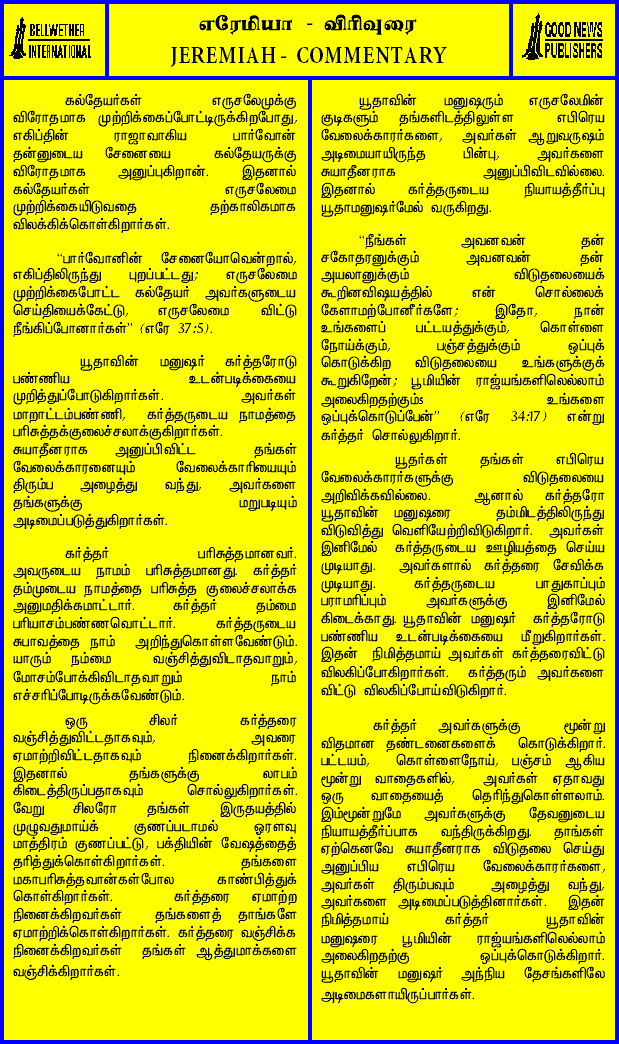 BELLWETHER
INTERNATIONAL
எரேமியா - விரிவுரை
JEREMIAH - COMMENTARY
GOOD NEWS
PUBLISHERS
கல்தேயர்கள் எருசலேமுக்கு
விரோதமாக முற்றிக்கைப்போட்டிருக்கிறபோது,
எகிப்தின் ராஜாவாகிய பார்வோன்
தன்னுடைய சேனையை கல்தேயருக்கு
விரோதமாக அனுப்புகிறான். இதனால்
கல்தேயர்கள் எருசலேமை
முற்றிக்கையிடுவதை தற்காலிகமாக
விலக்கிக்கொள்கிறார்கள்.
“பார்வோனின் சேனையோவென்றால்,
எகிப்திலிருந்து புறப்பட்டது; எருசலேமை
முற்றிக்கைபோட்ட கல்தேயர் அவர்களுடைய
செய்தியைக்கேட்டு, எருசலேமை விட்டு
நீங்கிப்போனார்கள்” (எரே 37:5).
யூதாவின் மனுஷர் கர்த்தரோடு
பண்ணிய உடன்படிக்கையை
முறித்துப்போடுகிறார்கள். அவர்கள்
மாறாட்டம்பண்ணி, கர்த்தருடைய நாமத்தை
பரிசுத்தக்குலைச்சலாக்குகிறார்கள்.
சுயாதீனராக அனுப்பிவிட்ட தங்கள்
வேலைக்காரனையும் வேலைக்காரியையும்
திரும்ப அழைத்து வந்து, அவர்களை
தங்களுக்கு மறுபடியும்
அடிமைப்படுத்துகிறார்கள்.
கர்த்தர் பரிசுத்தமானவர்.
அவருடைய நாமம் பரிசுத்தமானது. கர்த்தர்
தம்முடைய நாமத்தை பரிசுத்த குலைச்சலாக்க
அனுமதிக்கமாட்டார். கர்த்தர் தம்மை
பரியாசம்பண்ணவொட்டார். கர்த்தருடைய
சுபாவத்தை நாம் அறிந்துகொள்ளவேண்டும்.
யாரும் நம்மை வஞ்சித்துவிடாதவாறும்,
மோசம்போக்கிவிடாதவாறும் நாம்
எச்சரிப்போடிருக்கவேண்டும்.
ஒரு சிலர் கர்த்தரை
வஞ்சித்துவிட்டதாகவும், அவரை
ஏமாற்றிவிட்டதாகவும் நினைக்கிறார்கள்.
இதனால் தங்களுக்கு லாபம்
கிடைத்திருப்பதாகவும் சொல்லுகிறார்கள்.
வேறு சிலரோ தங்கள் இருதயத்தில்
முழுவதுமாய்க் குணப்படாமல் ஓரளவு
மாத்திரம் குணப்பட்டு, பக்தியின் வேஷத்தைத்
தரித்துக்கொள்கிறார்கள். தங்களை
மகாபரிசுத்தவான்கள்போல காண்பித்துக்
கொள்கிறார்கள். கர்த்தரை ஏமாற்ற
நினைக்கிறவர்கள் தங்களைத் தாங்களே
ஏமாற்றிக்கொள்கிறார்கள். கர்த்தரை வஞ்சிக்க
நினைக்கிறவர்கள் தங்கள் ஆத்துமாக்களை
வஞ்சிக்கிறார்கள்.
யூதாவின் மனுஷரும் எருசலேமின்
குடிகளும் தங்களிடத்திலுள்ள எபிரெய
வேலைக்காரர்களை, அவர்கள் ஆறுவருஷம்
அடிமையாயிருந்த பின்பு, அவர்களை
சுயாதீனராக அனுப்பிவிடவில்லை.
இதனால் கர்த்தருடைய நியாயத்தீர்ப்பு
யூதாமனுஷர்மேல் வருகிறது.
“நீங்கள் அவனவன் தன்
சகோதரனுக்கும் அவனவன் தன்
அயலானுக்கும் விடுதலையைக்
கூறினவிஷயத்தில் என் சொல்லைக்
கேளாமற்போனீர்களே; இதோ, நான்
உங்களைப் பட்டயத்துக்கும், கொள்ளை
நோய்க்கும், பஞ்சத்துக்கும் ஒப்புக்
கொடுக்கிற விடுதலையை உங்களுக்குக்
கூறுகிறேன்; பூமியின் ராஜ்யங்களிலெல்லாம்
அலைகிறதற்கும்ɛ உங்களை
ஒப்புக்கொடுப்பேன்” (எரே 34:17) என்று
கர்த்தர் சொல்லுகிறார்.
யூதர்கள் தங்கள் எபிரெய
வேலைக்காரர்களுக்கு விடுதலையை
அறிவிக்கவில்லை. ஆனால் கர்த்தரோ
யூதாவின் மனுஷரை தம்மிடத்திலிருந்து
விடுவித்து வெளியேற்றிவிடுகிறார். அவர்கள்
இனிமேல் கர்த்தருடைய ஊழியத்தை செய்ய
முடியாது. அவர்களால் கர்த்தரை சேவிக்க
முடியாது. கர்த்தருடைய பாதுகாப்பும்
பராமரிப்பும் அவர்களுக்கு இனிமேல்
கிடைக்காது. யூதாவின் மனுஷர் கர்த்தரோடு
பண்ணிய உடன்படிக்கையை மீறுகிறார்கள்.
இதன் நிமித்தமாய் அவர்கள் கர்த்தரைவிட்டு
விலகிப்போகிறார்கள். கர்த்தரும் அவர்களை
விட்டு விலகிப்போய்விடுகிறார்.
கர்த்தர் அவர்களுக்கு மூன்று
விதமான தண்டனைகளைக் கொடுக்கிறார்.
பட்டயம், கொள்ளைநோய், பஞ்சம் ஆகிய
மூன்று வாதைகளில், அவர்கள் ஏதாவது
ஒரு வாதையைத் தெரிந்துகொள்ளலாம்.
இம்மூன்றுமே அவர்களுக்கு தேவனுடைய
நியாயத்தீர்ப்பாக வந்திருக்கிறது. தாங்கள்
ஏற்கெனவே சுயாதீனராக விடுதலை செய்து
அனுப்பிய எபிரெய வேலைக்காரர்களை,
அவர்கள் திரும்பவும் அழைத்து வந்து,
அவர்களை அடிமைப்படுத்தினார்கள். இதன்
நிமித்தமாய் கர்த்தர் யூதாவின்
மனுஷரை பூமியின் ராஜ்யங்களிலெல்லாம்
அலைகிறதற்கு ஒப்புக்கொடுக்கிறார்.
யூதாவின் மனுஷர் அந்நிய தேசங்களிலே
அடிமைகளாயிருப்பார்கள்.